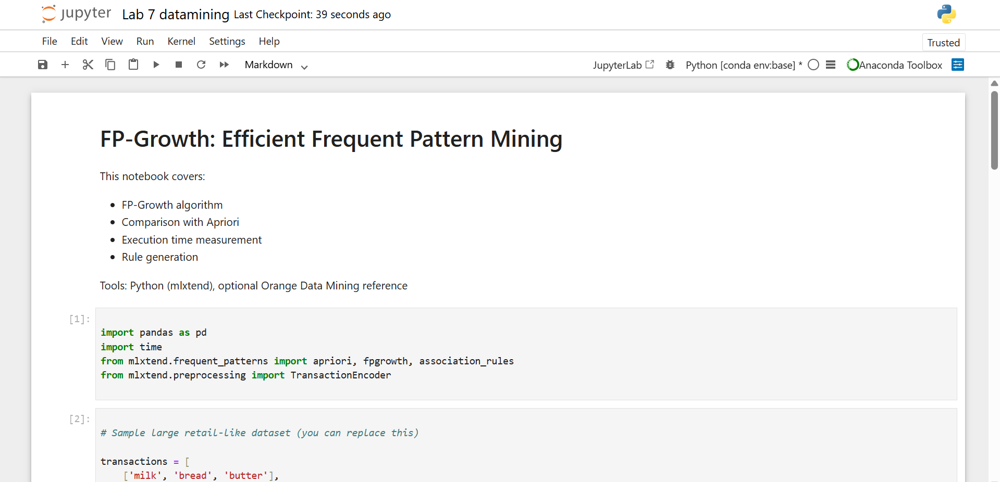 jupyter Lab 7 datamining Last Checkpoint: 39 seconds ago
File Edit View Run Kernel Settings Help
Trusted
Markdown
JupyterLab Python [conda env:base] * Anaconda Toolbox
FP-Growth: Efficient Frequent Pattern Mining
This notebook covers:
FP-Growth algorithm
Comparison with Apriori
Execution time measurement
Rule generation
Tools: Python (mlxtend), optional Orange Data Mining reference
[1]:
import pandas as pd
import time
from mlxtend.frequent_patterns import apriori, fpgrowth, association_rules
from mlxtend.preprocessing import TransactionEncoder
[2]:
# Sample large retail-like dataset (you can replace this)
transactions = [
['milk', 'bread', 'butter'],